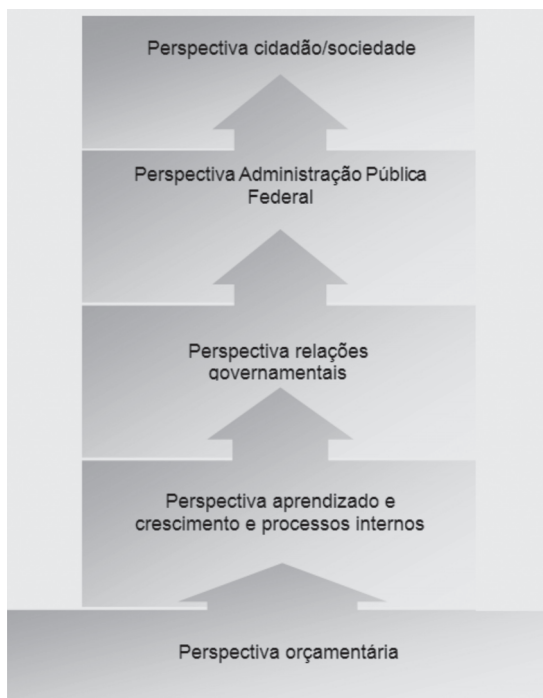 Perspectiva cidadão/sociedade
Perspectiva Administração Pública
Federal
Perspectiva relações
governamentais
Perspectiva aprendizado e
crescimento e processos internos
Perspectiva orçamentária